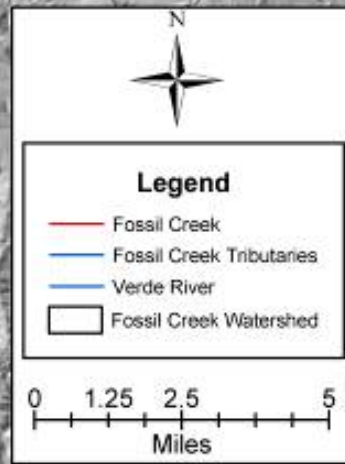 N
Legend
Fossil Creek
Fossil Creek Tributaries
Verde River
Fossil Creek Watershed
0 1.25 2.5 5
Miles